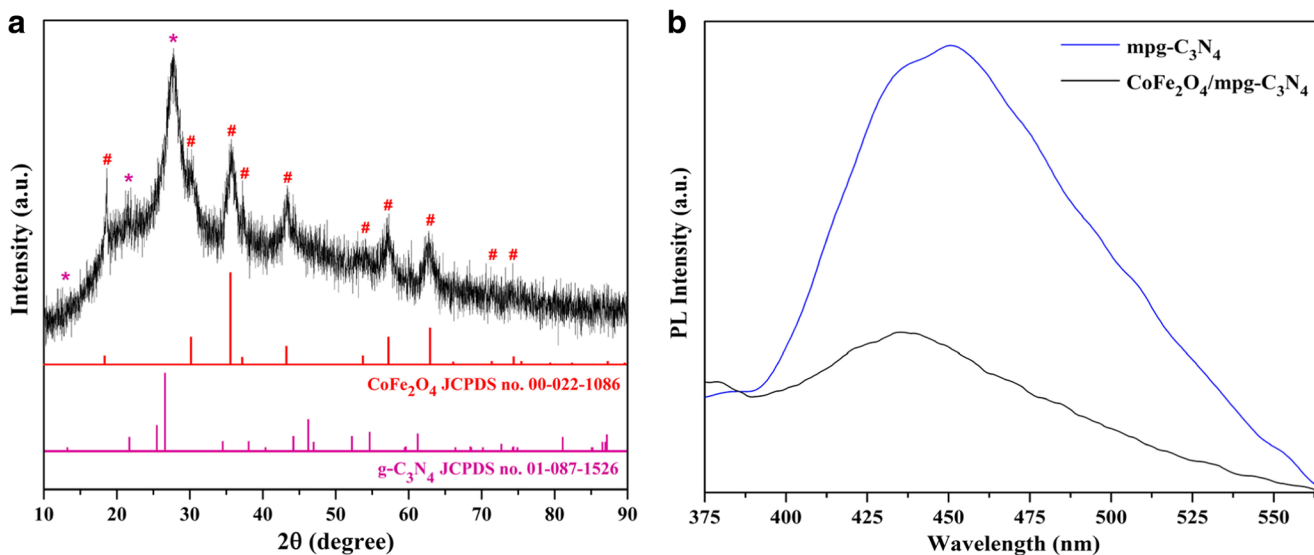 a
*
*
*
#
#
#
#
#
#
#
#
#
#
Intensity (a.u.)
CoFe₂O₄ JCPDS no. 00-022-1086
g-C₃N₄ JCPDS no. 01-087-1526
10 20 30 40 50 60 70 80 90
2θ (degree)
b
mpg-C₃N₄
CoFe₂O₄/mpg-C₃N₄
PL Intensity (a.u.)
375 400 425 450 475 500 525 550
Wavelength (nm)